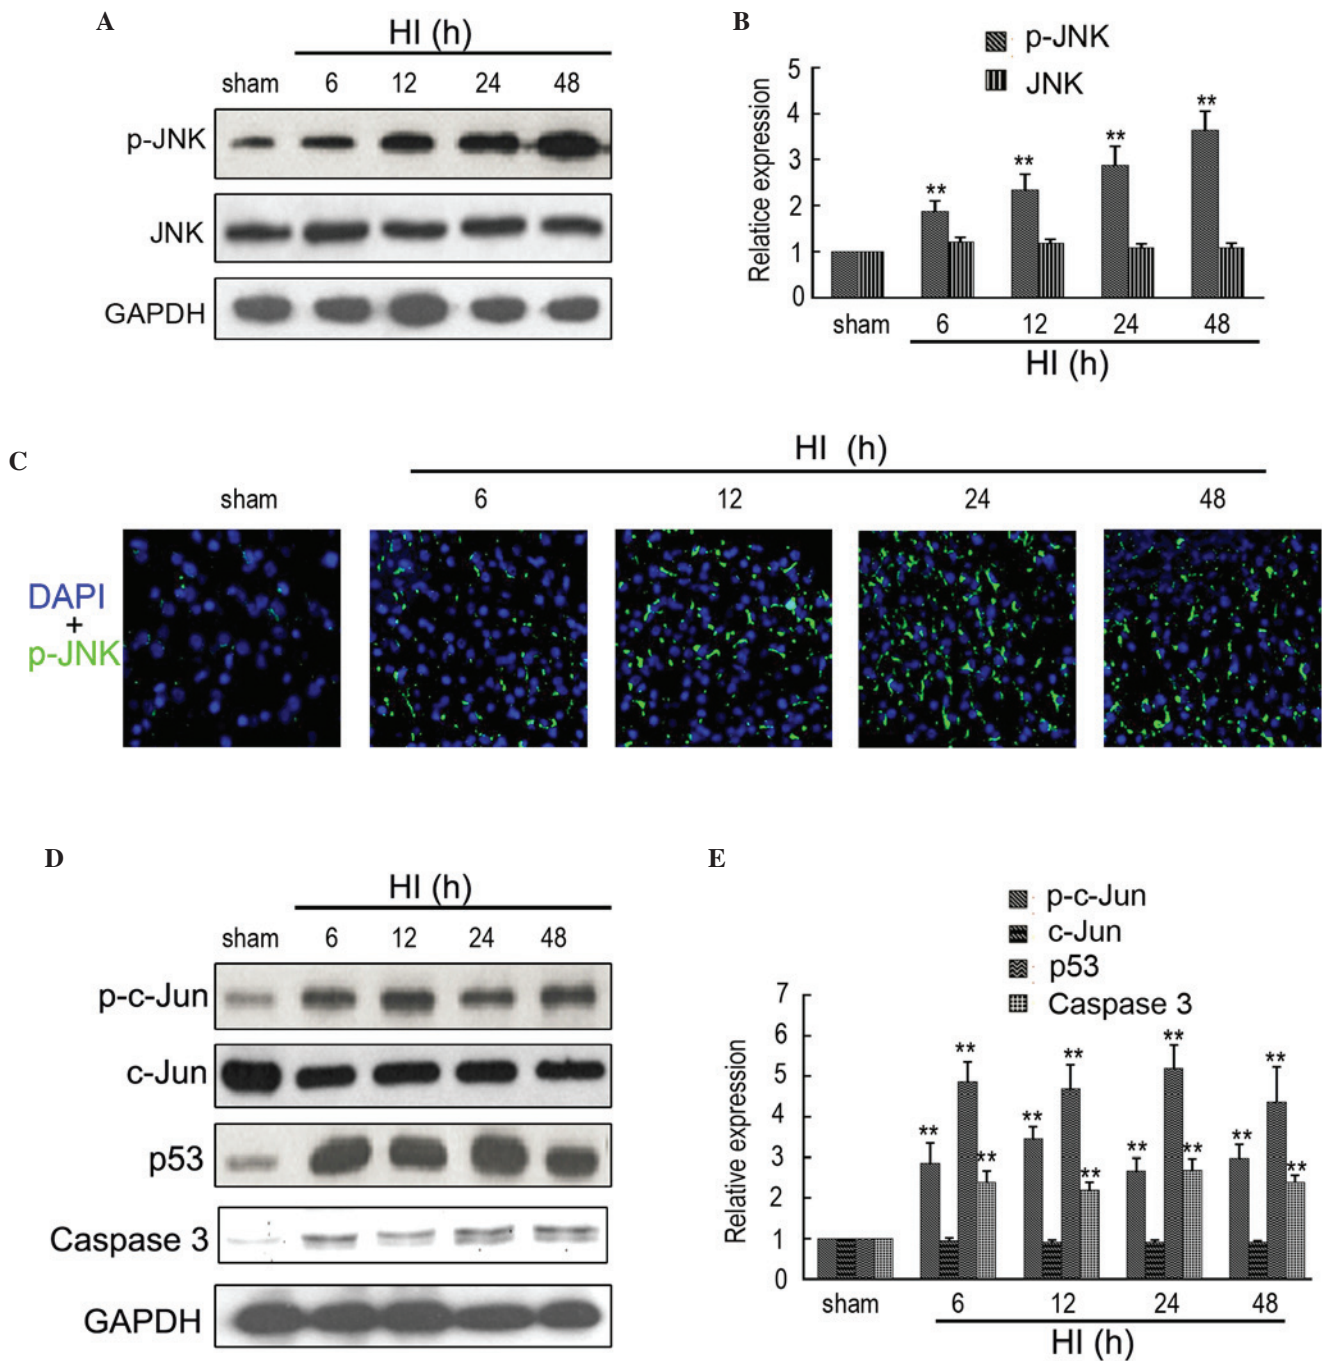 A
HI (h)
sham 6 12 24 48
p-JNK
JNK
GAPDH
B
p-JNK
JNK
Relatice expression
5
4
3
2
1
0
** ** ** **
sham 6 12 24 48
HI (h)
C
HI (h)
sham 6 12 24 48
DAPI
+
p-JNK
D
HI (h)
sham 6 12 24 48
p-c-Jun
c-Jun
p53
Caspase 3
GAPDH
E
p-c-Jun
c-Jun
p53
Caspase 3
Relative expression
7
6
5
4
3
2
1
0
** ** ** ** ** ** ** ** ** ** ** **
sham 6 12 24 48
HI (h)